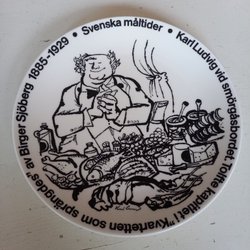 Svenska måltider • Karl Ludvig vid smörgåsbordet. Tolfte kapitlet i "Kvartetten som sprängdes" av Birger Sjöberg 1885-1929 •